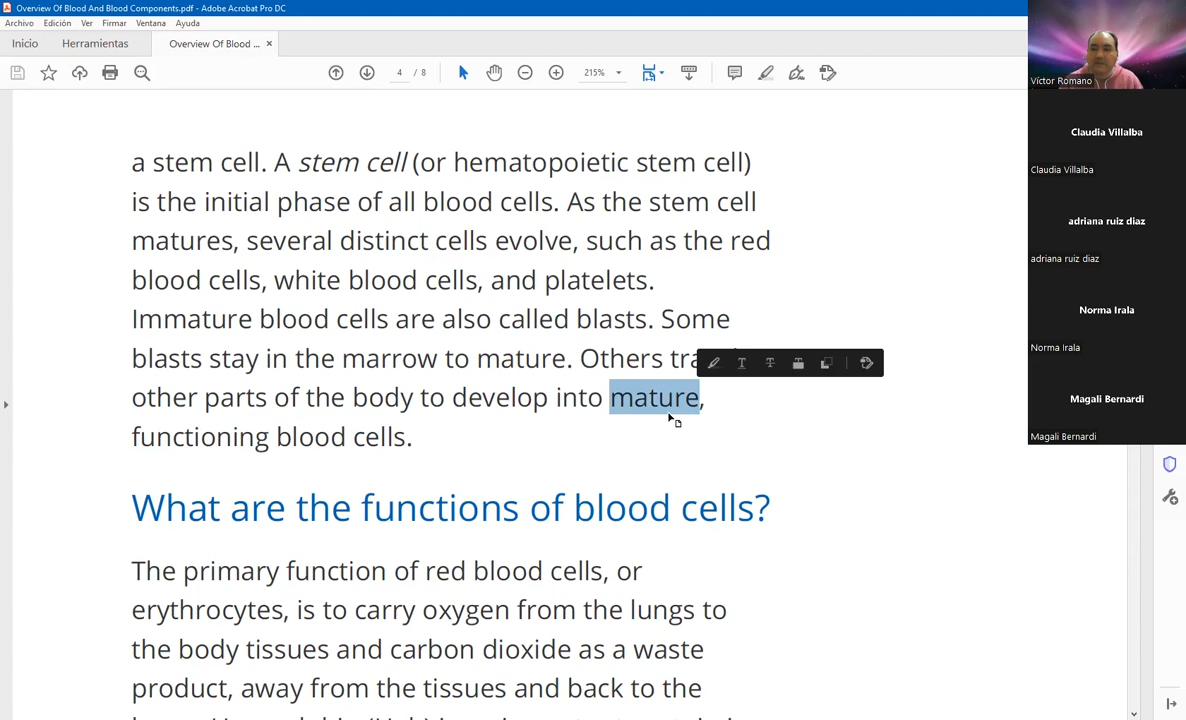 Overview Of Blood And Blood Components.pdf - Adobe Acrobat Pro DC
Archivo Edición Ver Firmar Ventana Ayuda
Inicio Herramientas Overview Of Blood ... ×
4 / 8 215%
a stem cell. A stem cell (or hematopoietic stem cell)
is the initial phase of all blood cells. As the stem cell
matures, several distinct cells evolve, such as the red
blood cells, white blood cells, and platelets.
Immature blood cells are also called blasts. Some
blasts stay in the marrow to mature. Others
other parts of the body to develop into mature,
functioning blood cells.
What are the functions of blood cells?
The primary function of red blood cells, or
erythrocytes, is to carry oxygen from the lungs to
the body tissues and carbon dioxide as a waste
product, away from the tissues and back to the
Víctor Romano
Claudia Villalba
Claudia Villalba
adriana ruiz diaz
adriana ruiz diaz
Norma Irala
Norma Irala
Magali Bernardi
Magali Bernardi